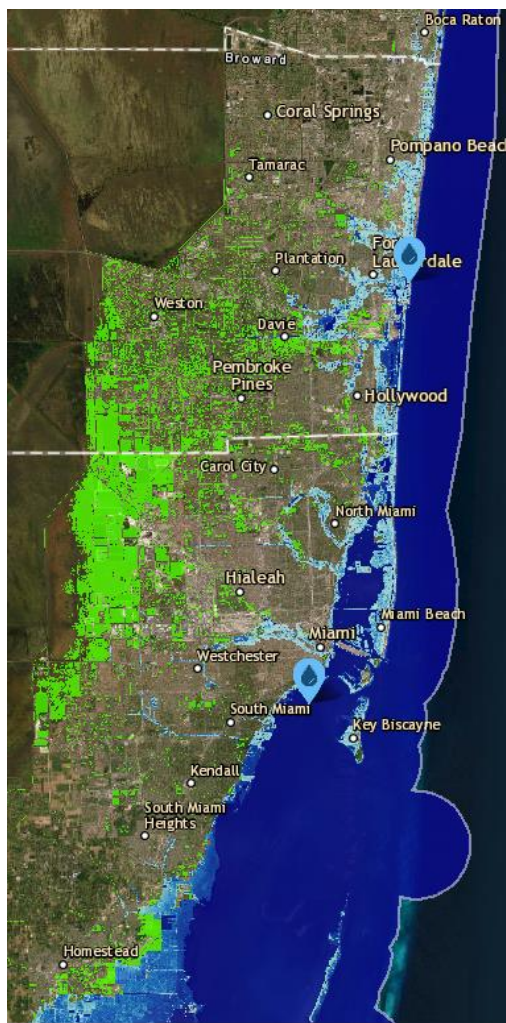 Boca Raton
Broward
Coral Springs
Pompano Beach
Tamarac
Fort
Lauderdale
Plantation
Weston
Davie
Pembroke
Pines
Hollywood
Carol City
North Miami
Hialeah
Miami Beach
Miami
Westchester
South Miami
Key Biscayne
Kendall
South Miami
Heights
Homestead